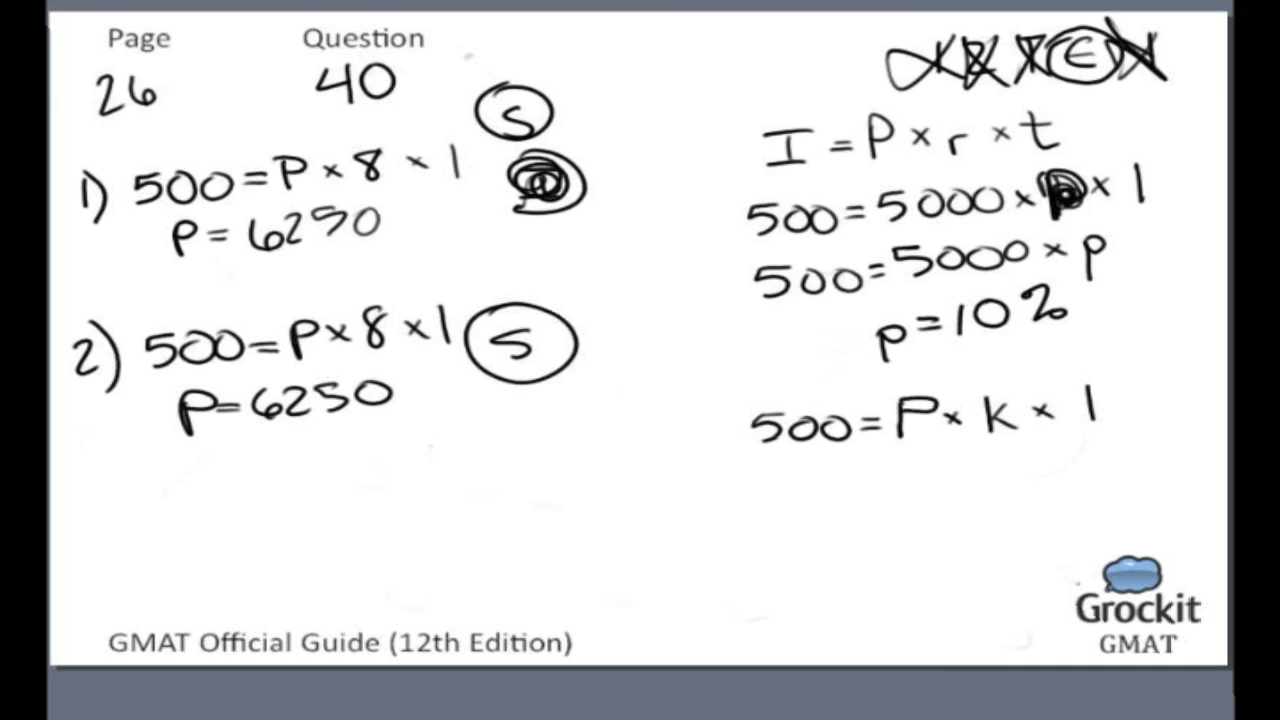 Page Question
26 40
S
1) 500 = P × 8 × 1
P = 6250
2) 500 = P × 8 × 1 S
P = 6250
E
I = P × r × t
500 = 5000 × × 1
500 = 5000 × p
p = 10%
500 = P × k × 1
Grockit
GMAT
GMAT Official Guide (12th Edition)